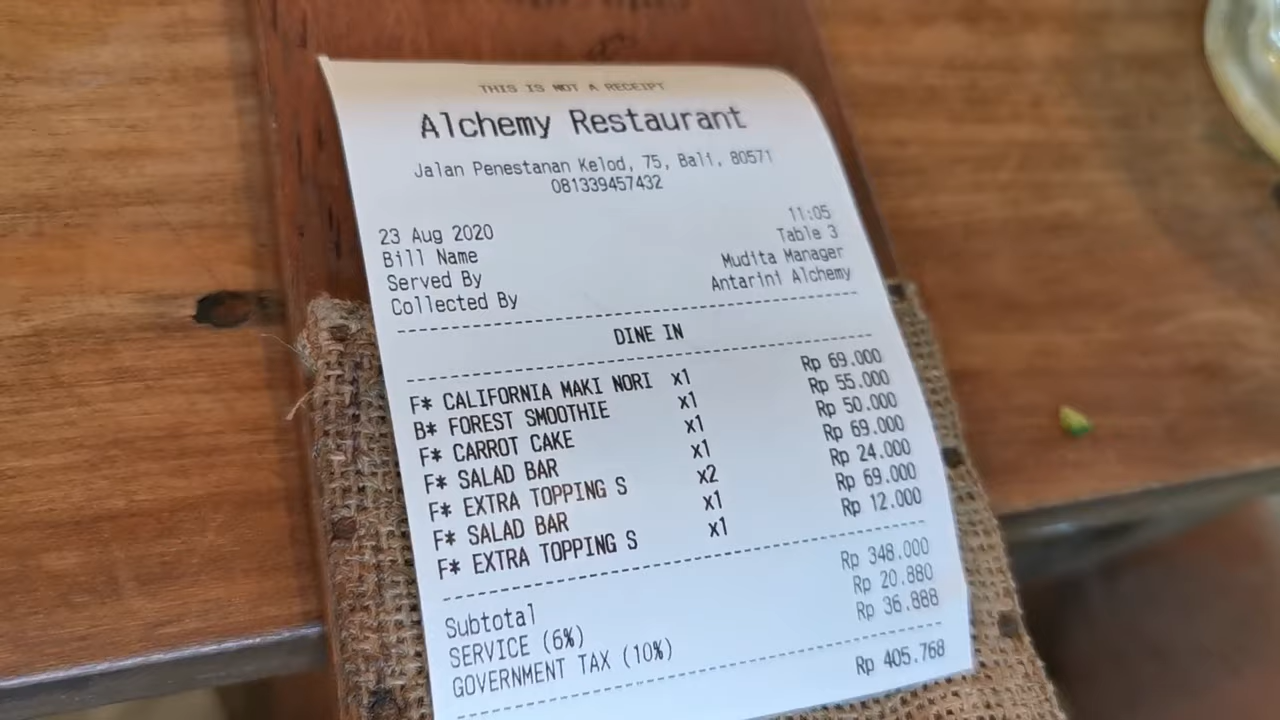 THIS IS NOT A RECEIPT
Alchemy Restaurant
Jalan Penestanan Kelod, 75, Bali, 80571
081339457432
23 Aug 2020 11:05
Bill Name Table 3
Served By Mudita Manager
Collected By Antarini Alchemy
DINE IN
F* CALIFORNIA MAKI NORI x1 Rp 69.000
B* FOREST SMOOTHIE x1 Rp 55.000
F* CARROT CAKE x1 Rp 50.000
F* SALAD BAR x1 Rp 69.000
F* EXTRA TOPPING S x2 Rp 24.000
F* SALAD BAR x1 Rp 69.000
F* EXTRA TOPPING S x1 Rp 12.000
Subtotal Rp 348.000
SERVICE (6%) Rp 20.880
GOVERNMENT TAX (10%) Rp 36.888
Rp 405.768